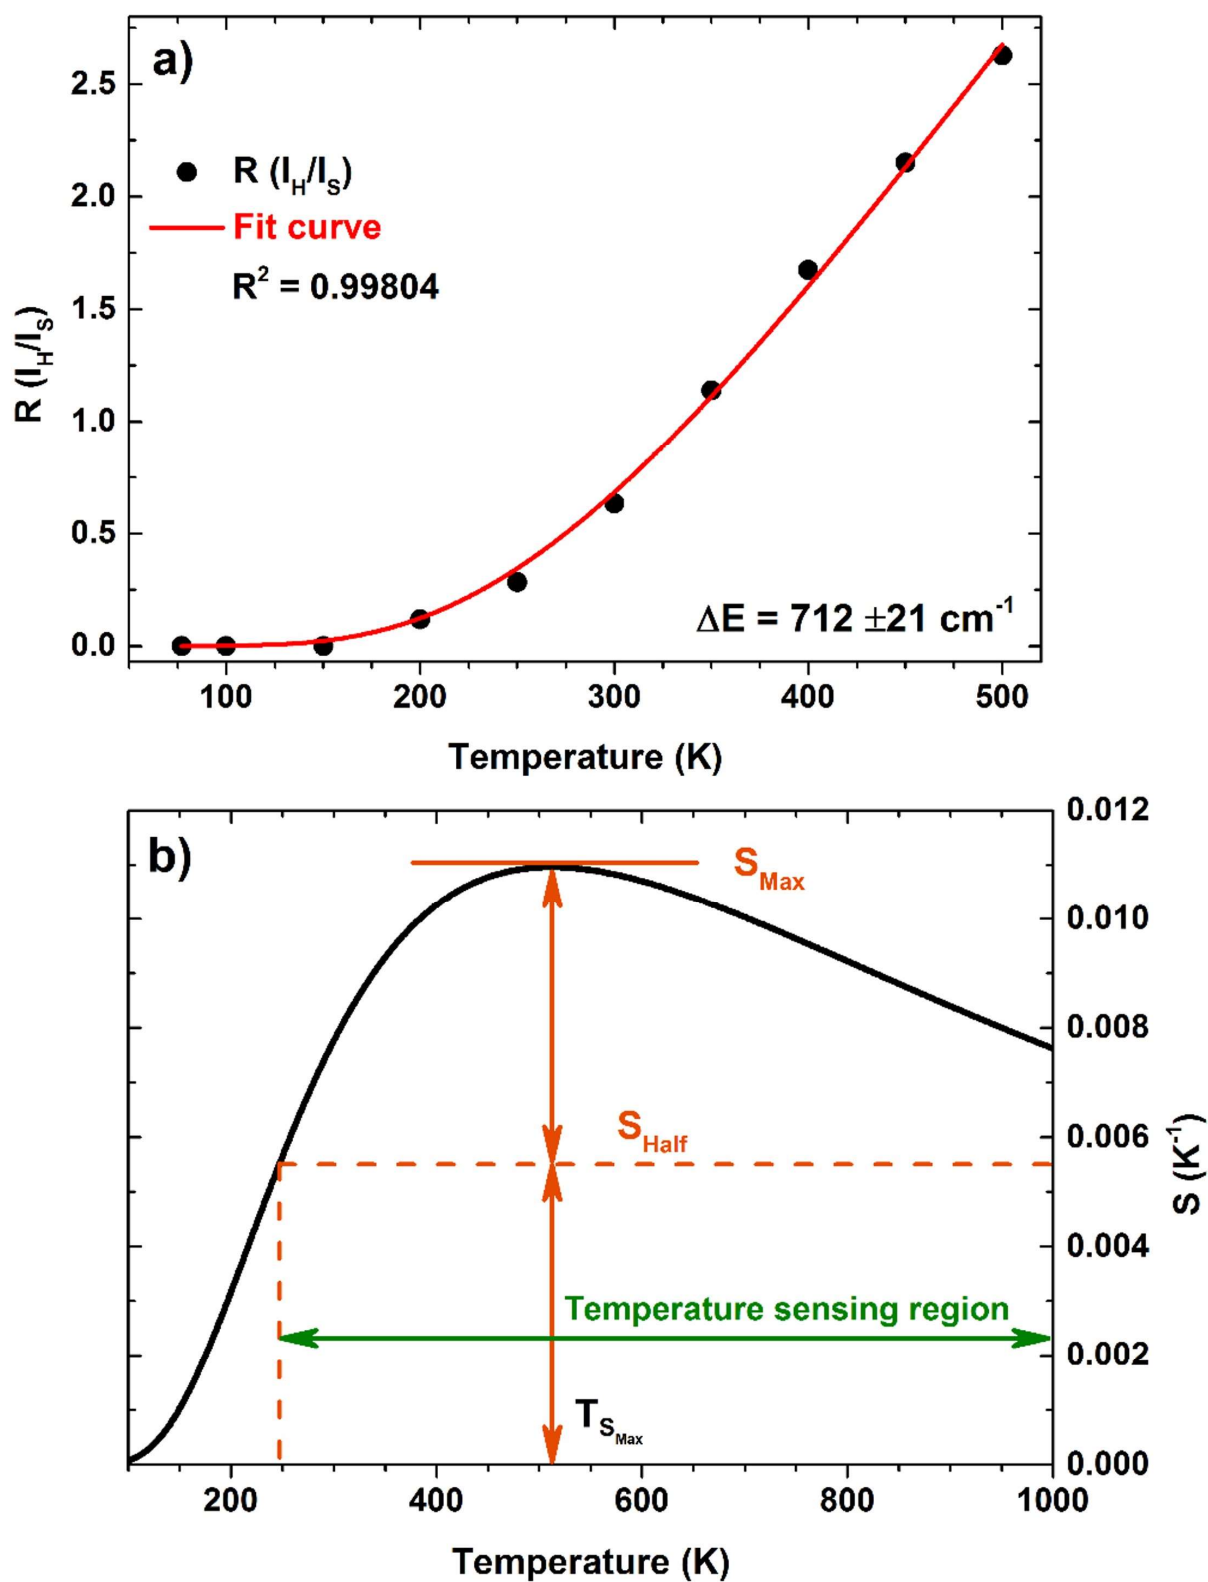 a)
2.5
2.0
1.5
1.0
0.5
0.0
R (I_H/I_S)
R (I_H/I_S)
Fit curve
R² = 0.99804
ΔE = 712 ±21 cm⁻¹
100 200 300 400 500
Temperature (K)
b)
S_Max
S_Half
Temperature sensing region
T_S_Max
0.012
0.010
0.008
0.006
0.004
0.002
0.000
S (K⁻¹)
200 400 600 800 1000
Temperature (K)